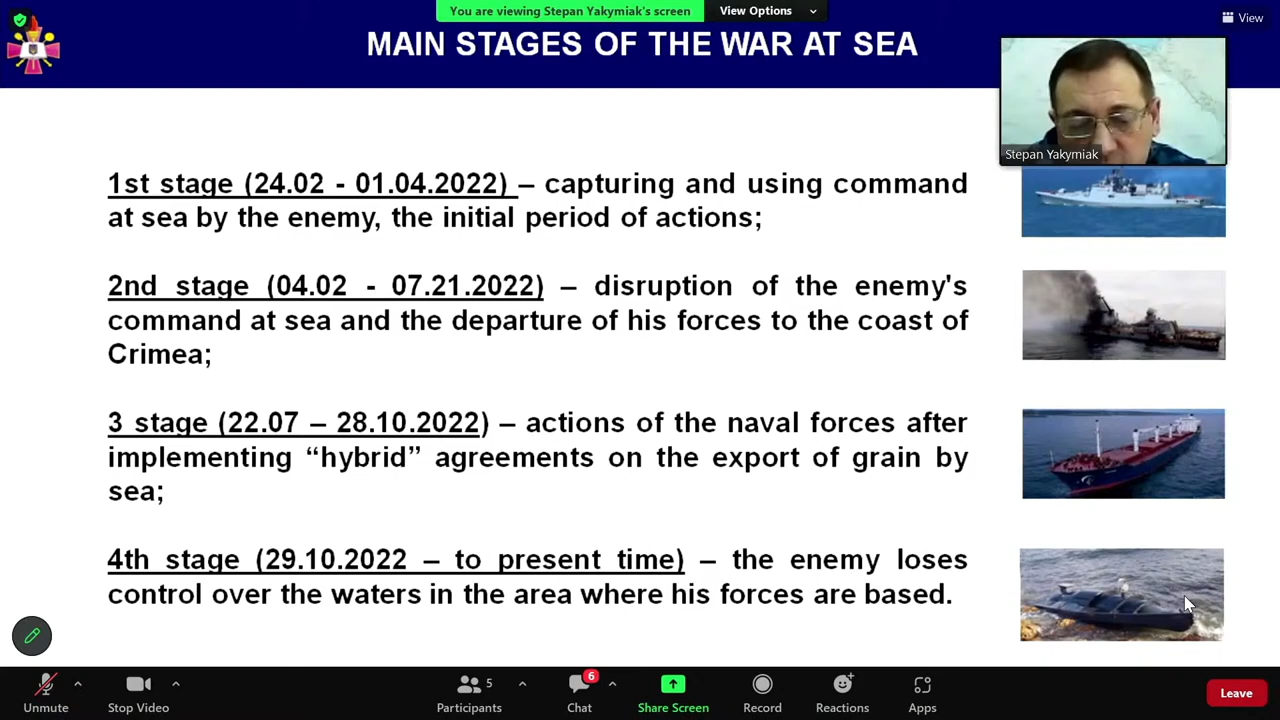 You are viewing Stepan Yakymiak's screen
View Options
View
MAIN STAGES OF THE WAR AT SEA
Stepan Yakymiak
1st stage (24.02 - 01.04.2022) – capturing and using command
at sea by the enemy, the initial period of actions;
2nd stage (04.02 - 07.21.2022) – disruption of the enemy's
command at sea and the departure of his forces to the coast of
Crimea;
3 stage (22.07 – 28.10.2022) – actions of the naval forces after
implementing “hybrid” agreements on the export of grain by
sea;
4th stage (29.10.2022 – to present time) – the enemy loses
control over the waters in the area where his forces are based.
Unmute
Stop Video
5
Participants
6
Chat
Share Screen
Record
Reactions
Apps
Leave